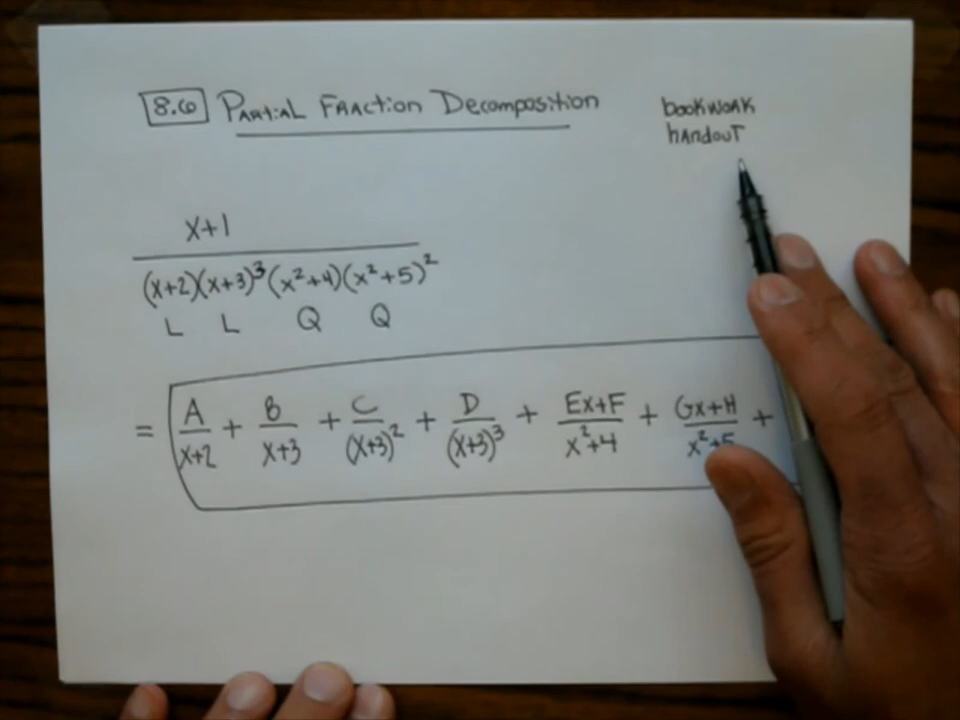 8.6 Partial Fraction Decomposition
bookwork
handout
x+1
(x+2)(x+3)³(x²+4)(x²+5)²
L L Q Q
= A/x+2 + B/x+3 + C/(x+3)² + D/(x+3)³ + Ex+F/x²+4 + Gx+H/x²+5 +